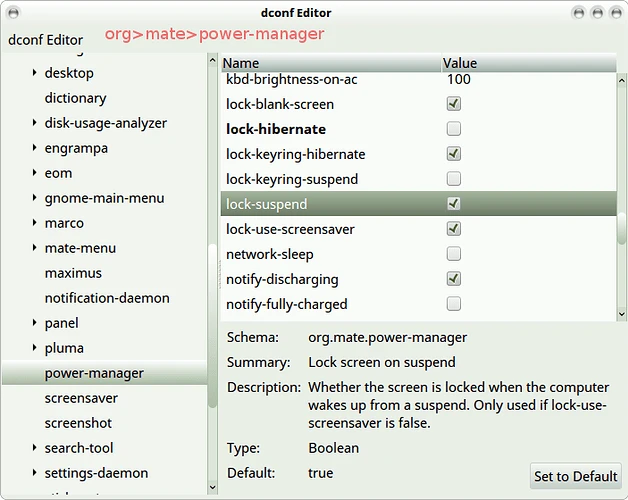 dconf Editor
dconf Editor
org>mate>power-manager
desktop
dictionary
disk-usage-analyzer
engrampa
eom
gnome-main-menu
marco
mate-menu
maximus
notification-daemon
panel
pluma
power-manager
screensaver
screenshot
search-tool
settings-daemon
Name Value
kbd-brightness-on-ac 100
lock-blank-screen
lock-hibernate
lock-keyring-hibernate
lock-keyring-suspend
lock-suspend
lock-use-screensaver
network-sleep
notify-discharging
notify-fully-charged
Schema: org.mate.power-manager
Summary: Lock screen on suspend
Description: Whether the screen is locked when the computer
wakes up from a suspend. Only used if lock-use-
screensaver is false.
Type: Boolean
Default: true
Set to Default